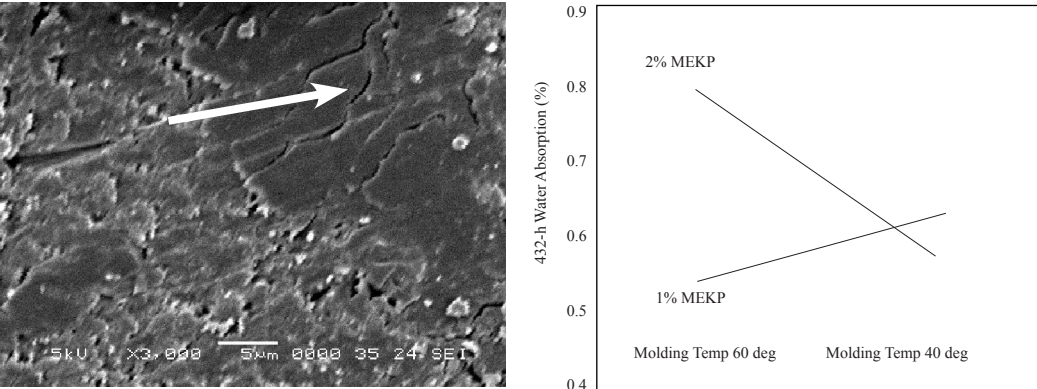 5kV X3,000 5µm 0000 35 24 SEI
432-h Water Absorption (%)
0.9
0.8
0.7
0.6
0.5
0.4
2% MEKP
1% MEKP
Molding Temp 60 deg Molding Temp 40 deg